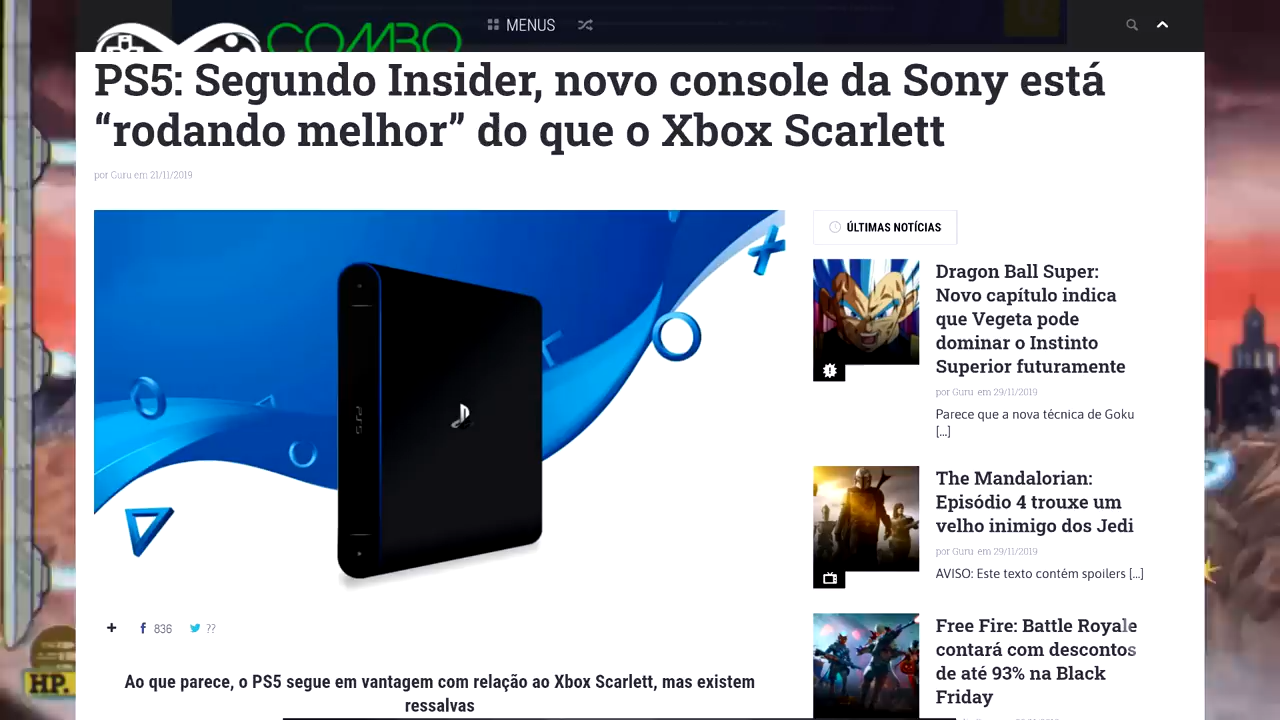 COMBO
MENUS
PS5: Segundo Insider, novo console da Sony está
“rodando melhor” do que o Xbox Scarlett
por Guru em 21/11/2019
PS5
836
??
Ao que parece, o PS5 segue em vantagem com relação ao Xbox Scarlett, mas existem
ressalvas
ÚLTIMAS NOTÍCIAS
Dragon Ball Super:
Novo capítulo indica
que Vegeta pode
dominar o Instinto
Superior futuramente
por Guru em 29/11/2019
Parece que a nova técnica de Goku
[...]
The Mandalorian:
Episódio 4 trouxe um
velho inimigo dos Jedi
por Guru em 29/11/2019
AVISO: Este texto contém spoilers [...]
Free Fire: Battle Royale
contará com descontos
de até 93% na Black
Friday
HP.